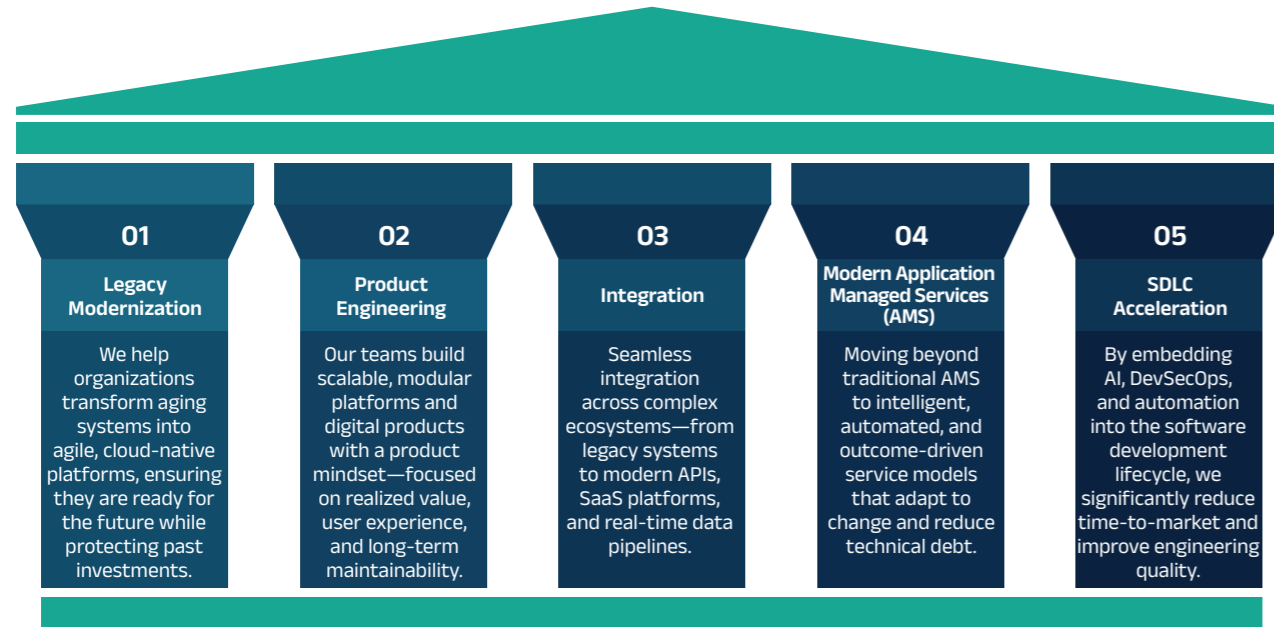 01
Legacy
Modernization
We help
organizations
transform aging
systems into
agile, cloud-native
platforms, ensuring
they are ready for
the future while
protecting past
investments.
02
Product
Engineering
Our teams build
scalable, modular
platforms and
digital products
with a product
mindset—focused
on realized value,
user experience,
and long-term
maintainability.
03
Integration
Seamless
integration
across complex
ecosystems—from
legacy systems
to modern APIs,
SaaS platforms,
and real-time data
pipelines.
04
Modern Application
Managed Services
(AMS)
Moving beyond
traditional AMS
to intelligent,
automated, and
outcome-driven
service models
that adapt to
change and reduce
technical debt.
05
SDLC
Acceleration
By embedding
AI, DevSecOps,
and automation
into the software
development
lifecycle, we
significantly reduce
time-to-market and
improve engineering
quality.